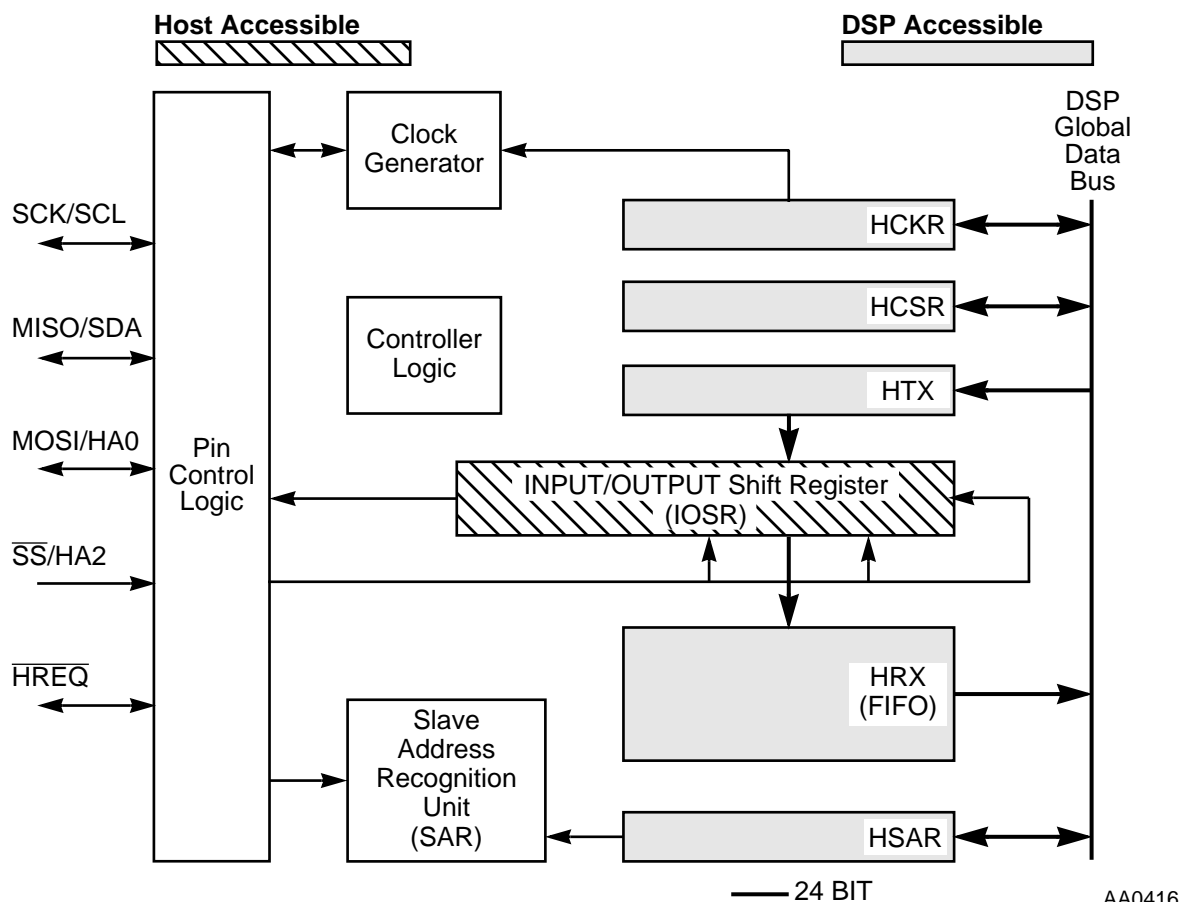 Host Accessible
DSP Accessible
DSP
Global
Data
Bus
Clock
Generator
SCK/SCL
HCKR
MISO/SDA
Controller
Logic
HCSR
HTX
MOSI/HA0
Pin
Control
Logic
INPUT/OUTPUT Shift Register
(IOSR)
SS/HA2
HREQ
HRX
(FIFO)
Slave
Address
Recognition
Unit
(SAR)
HSAR
24 BIT
AA0416